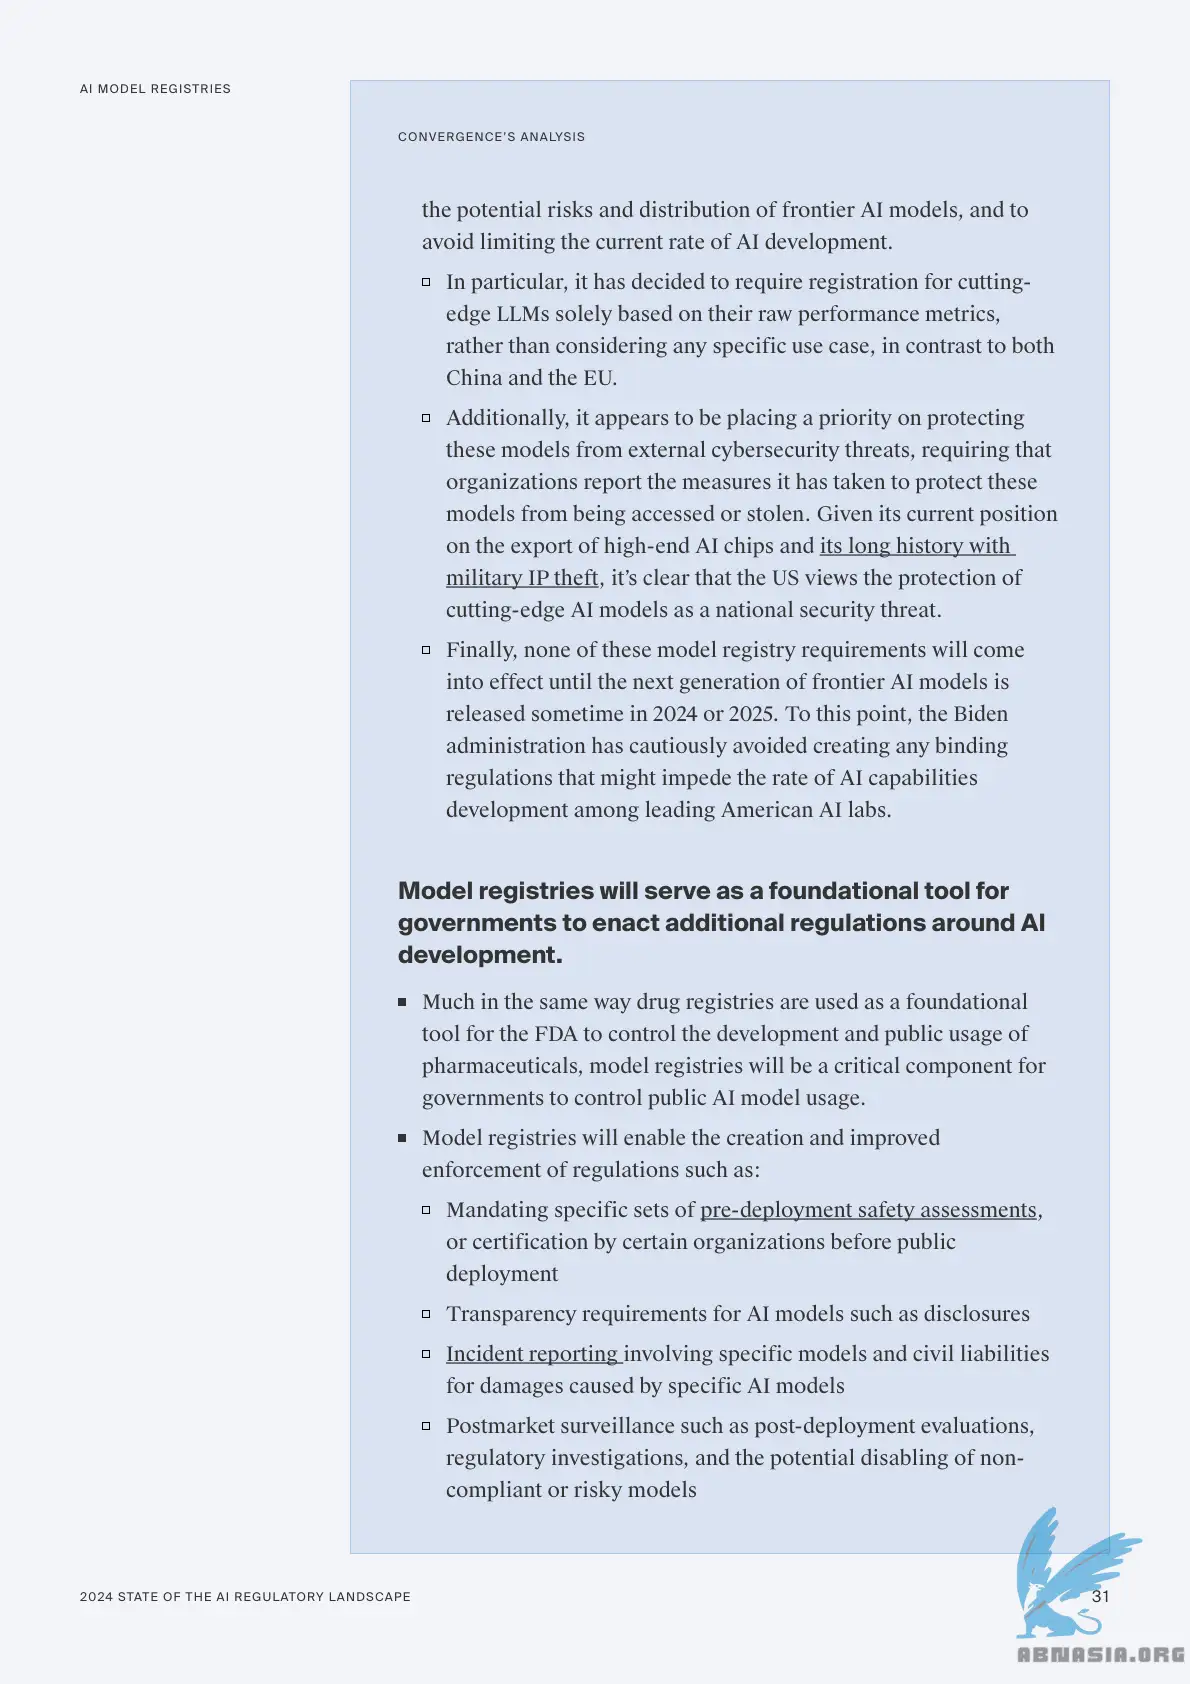 AI MODEL REGISTRIES
CONVERGENCE'S ANALYSIS
the potential risks and distribution of frontier AI models, and to
avoid limiting the current rate of AI development.
In particular, it has decided to require registration for cutting-
edge LLMs solely based on their raw performance metrics,
rather than considering any specific use case, in contrast to both
China and the EU.
Additionally, it appears to be placing a priority on protecting
these models from external cybersecurity threats, requiring that
organizations report the measures it has taken to protect these
models from being accessed or stolen. Given its current position
on the export of high-end AI chips and its long history with
military IP theft, it’s clear that the US views the protection of
cutting-edge AI models as a national security threat.
Finally, none of these model registry requirements will come
into effect until the next generation of frontier AI models is
released sometime in 2024 or 2025. To this point, the Biden
administration has cautiously avoided creating any binding
regulations that might impede the rate of AI capabilities
development among leading American AI labs.
Model registries will serve as a foundational tool for
governments to enact additional regulations around AI
development.
Much in the same way drug registries are used as a foundational
tool for the FDA to control the development and public usage of
pharmaceuticals, model registries will be a critical component for
governments to control public AI model usage.
Model registries will enable the creation and improved
enforcement of regulations such as:
Mandating specific sets of pre-deployment safety assessments,
or certification by certain organizations before public
deployment
Transparency requirements for AI models such as disclosures
Incident reporting involving specific models and civil liabilities
for damages caused by specific AI models
Postmarket surveillance such as post-deployment evaluations,
regulatory investigations, and the potential disabling of non-
compliant or risky models
2024 STATE OF THE AI REGULATORY LANDSCAPE
31
ABNASIA.ORG